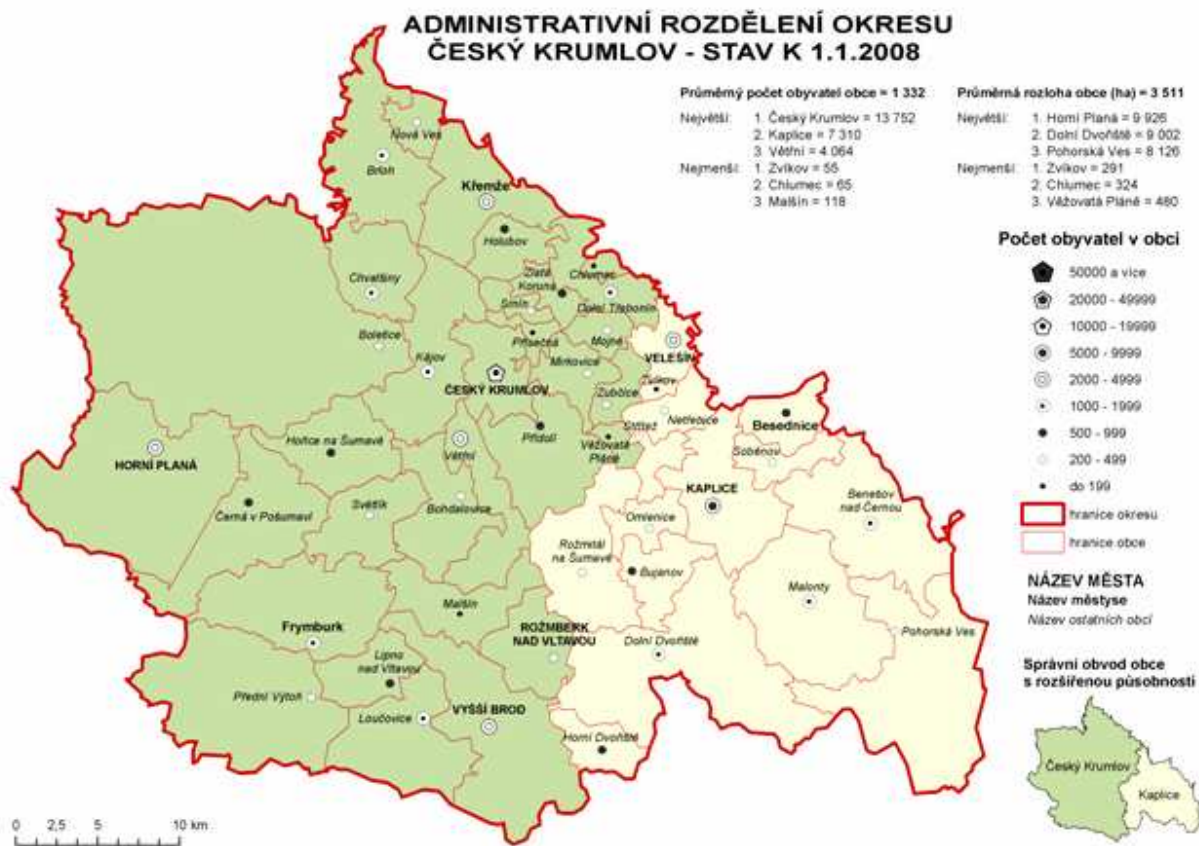 ADMINISTRATIVNÍ ROZDĚLENÍ OKRESU
ČESKÝ KRUMLOV - STAV K 1.1.2008
Průměrný počet obyvatel obce = 1 332
Největší: 1. Český Krumlov = 13 752
2. Kaplice = 7 310
3. Větřní = 4 064
Nejmenší: 1. Zvíkov = 55
2. Chlumec = 65
3 Malšín = 118
Průměrná rozloha obce (ha) = 3 511
Největší: 1. Horní Planá = 9 926
2. Dolní Dvořiště = 9 002
3. Pohorská Ves = 8 126
Nejmenší: 1. Zvíkov = 291
2. Chlumec = 324
3. Věžovatá Pláně = 480
Počet obyvatel v obci
50000 a více
20000 - 49999
10000 - 19999
5000 - 9999
2000 - 4999
1000 - 1999
500 - 999
200 - 499
do 199
hranice okresu
hranice obce
NÁZEV MĚSTA
Název městyse
Název ostatních obcí
Správní obvod obce
s rozšířenou působností
Český Krumlov
Kaplice
Nová Ves
Brloh
Křemže
Holubov
Chlumec
Zlatá
Koruna
Chvalšiny
Srnín
Dolní Třebonín
Boletice
Přísečná
Mojné
VELEŠÍN
Kájov
Mirkovice
ČESKÝ KRUMLOV
Zvíkov
Zubčice
Netřebice
Besednice
Střítež
Přídolí
Hořice na Šumavě
Věžovatá
Pláně
Soběnov
HORNÍ PLANÁ
Větřní
KAPLICE
Benešov
nad Černou
Černá v Pošumaví
Světlík
Bohdalovice
Omlenice
Rožmitál
na Šumavě
Bujanov
Malonty
Malšín
Frymburk
ROŽMBERK
NAD VLTAVOU
Pohorská Ves
Dolní Dvořiště
Lipno
nad Vltavou
Přední Výtoň
Loučovice
VYŠŠÍ BROD
Horní Dvořiště
0 2,5 5 10 km